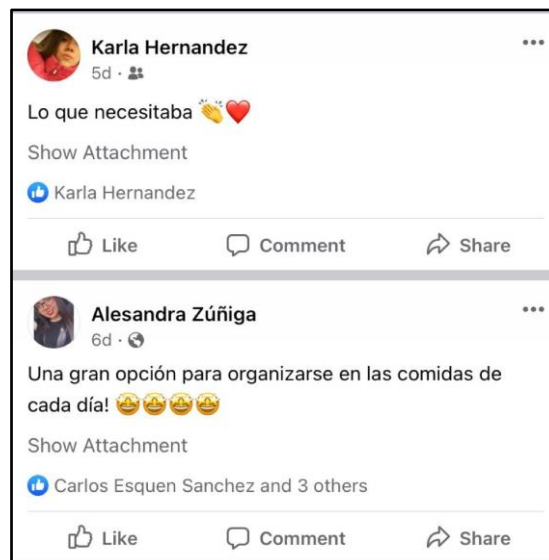 Karla Hernandez
5d ·
Lo que necesitaba 👏❤️
Show Attachment
Karla Hernandez
Like Comment Share
Alesandra Zúñiga
6d ·
Una gran opción para organizarse en las comidas de
cada día! 🤩🤩🤩🤩
Show Attachment
Carlos Esquen Sanchez and 3 others
Like Comment Share